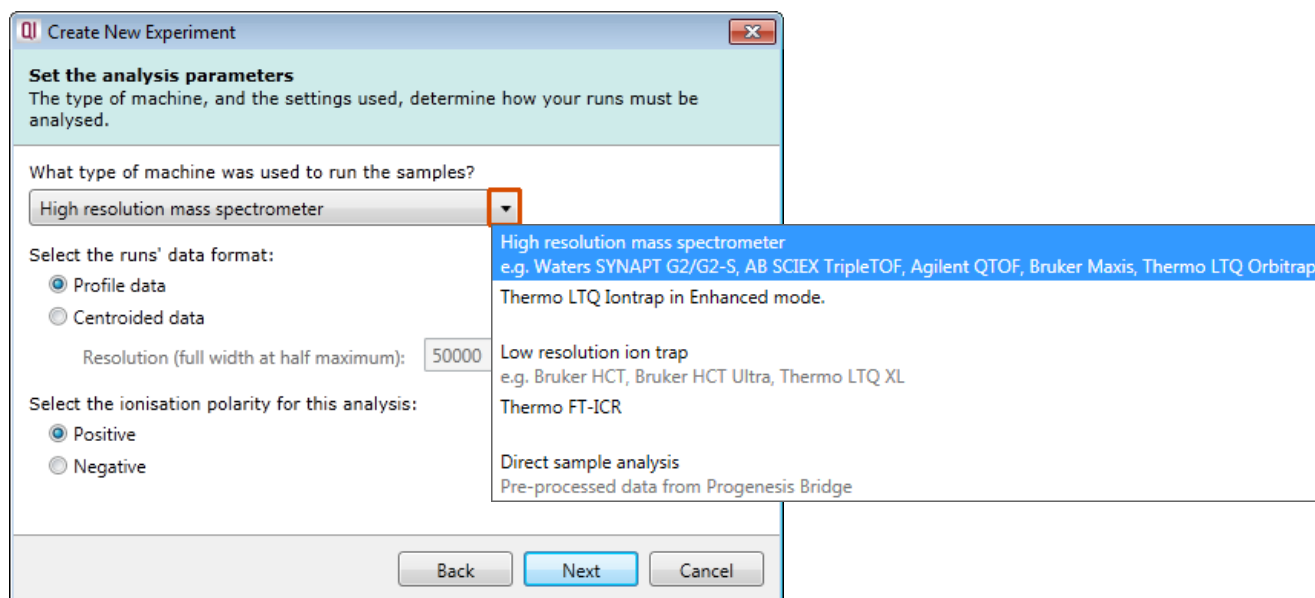 QI Create New Experiment
Set the analysis parameters
The type of machine, and the settings used, determine how your runs must be
analysed.
What type of machine was used to run the samples?
High resolution mass spectrometer
High resolution mass spectrometer
e.g. Waters SYNAPT G2/G2-S, AB SCIEX TripleTOF, Agilent QTOF, Bruker Maxis, Thermo LTQ Orbitrap
Thermo LTQ Iontrap in Enhanced mode.
Low resolution ion trap
e.g. Bruker HCT, Bruker HCT Ultra, Thermo LTQ XL
Thermo FT-ICR
Direct sample analysis
Pre-processed data from Progenesis Bridge
Select the runs' data format:
Profile data
Centroided data
Resolution (full width at half maximum): 50000
Select the ionisation polarity for this analysis:
Positive
Negative
Back Next Cancel